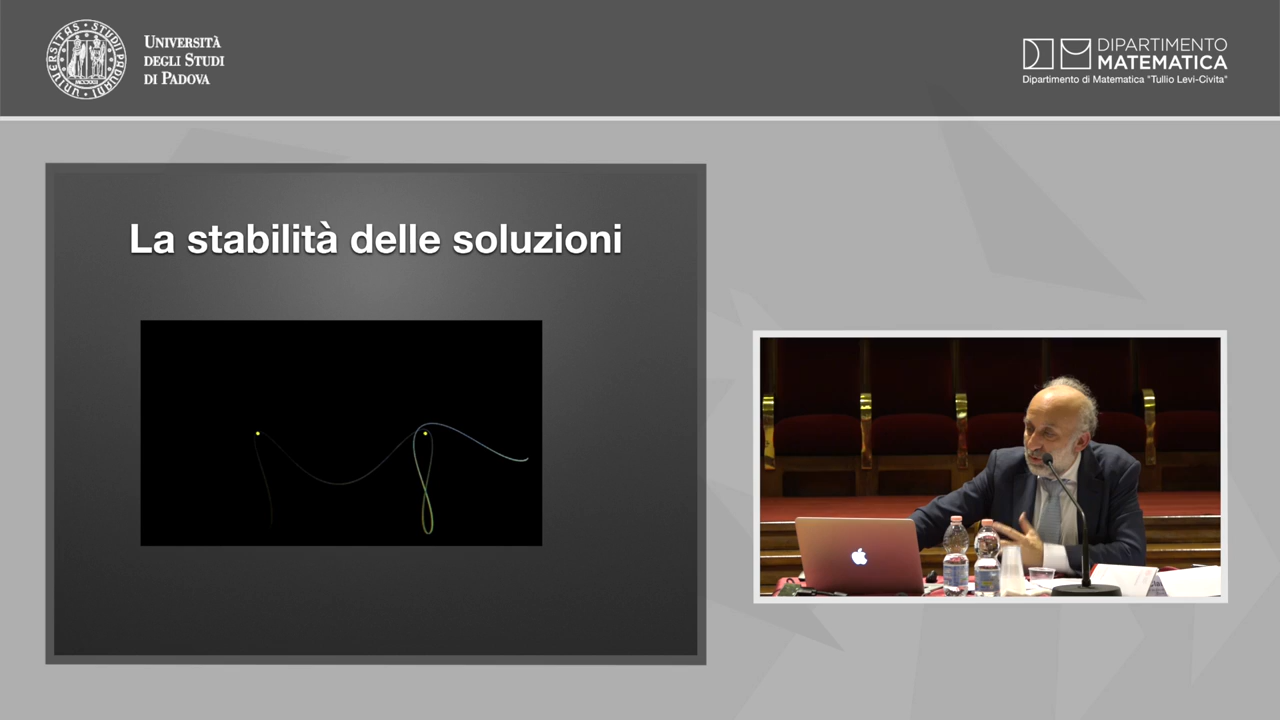 UNIVERSITÀ
DEGLI STUDI
DI PADOVA
DIPARTIMENTO
MATEMATICA
Dipartimento di Matematica "Tullio Levi-Civita"
La stabilità delle soluzioni